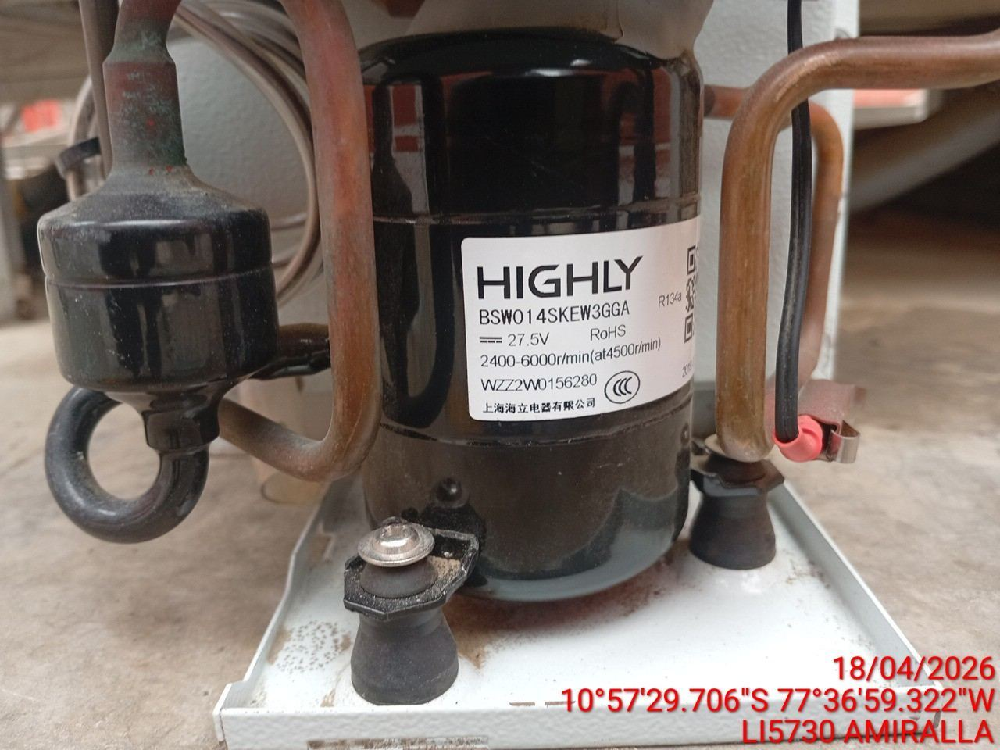 HIGHLY
BSW014SKEW3GGA
R134a
27.5V RoHS
2400-6000r/min(at4500r/min)
WZZ2W0156280
CCC
上海海立电器有限公司
18/04/2026
10°57'29.706"S 77°36'59.322"W
LI5730 AMIRALLA